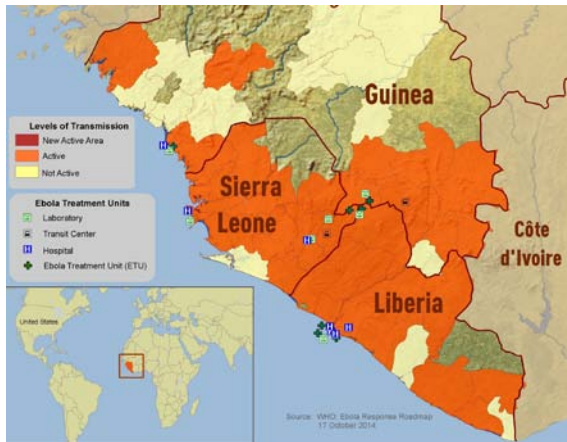 Guinea
Levels of Transmission
New Active Area
Active
Not Active
Sierra
Leone
Ebola Treatment Units
Laboratory
Transit Center
H Hospital
Ebola Treatment Unit (ETU)
Côte
d'Ivoire
Liberia
United States
Source: WHO: Ebola Response Roadmap
17 October 2014
H
H
H
H
H
H
H